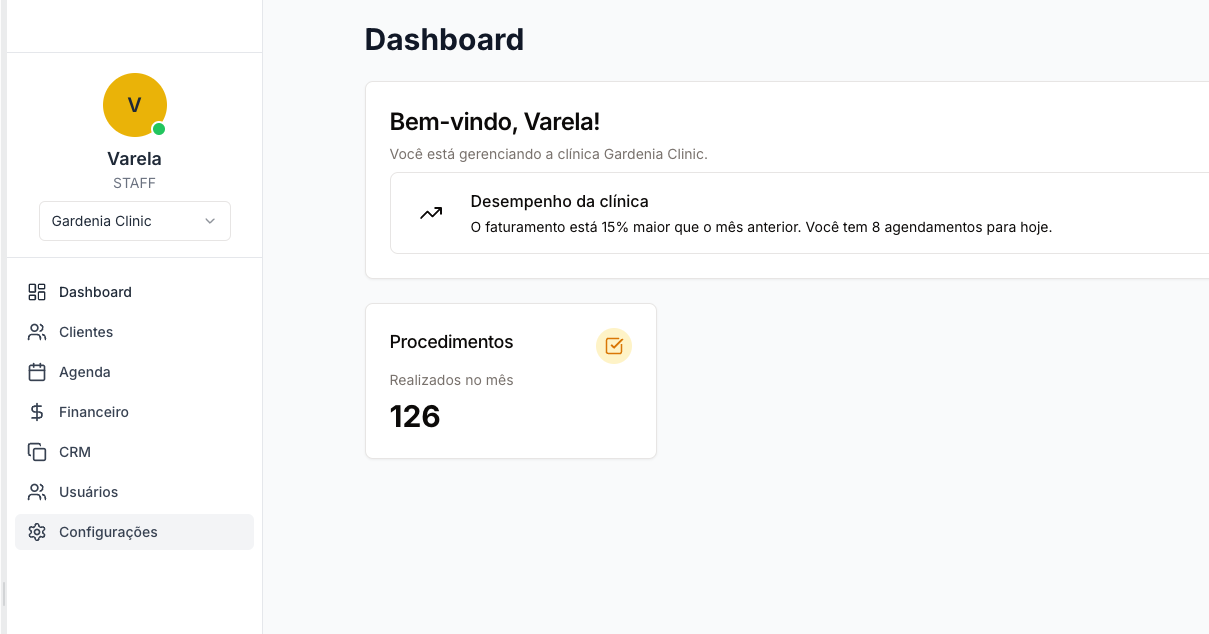 V
Varela
STAFF
Gardenia Clinic
Dashboard
Clientes
Agenda
Financeiro
CRM
Usuários
Configurações
Dashboard
Bem-vindo, Varela!
Você está gerenciando a clínica Gardenia Clinic.
Desempenho da clínica
O faturamento está 15% maior que o mês anterior. Você tem 8 agendamentos para hoje.
Procedimentos
Realizados no mês
126